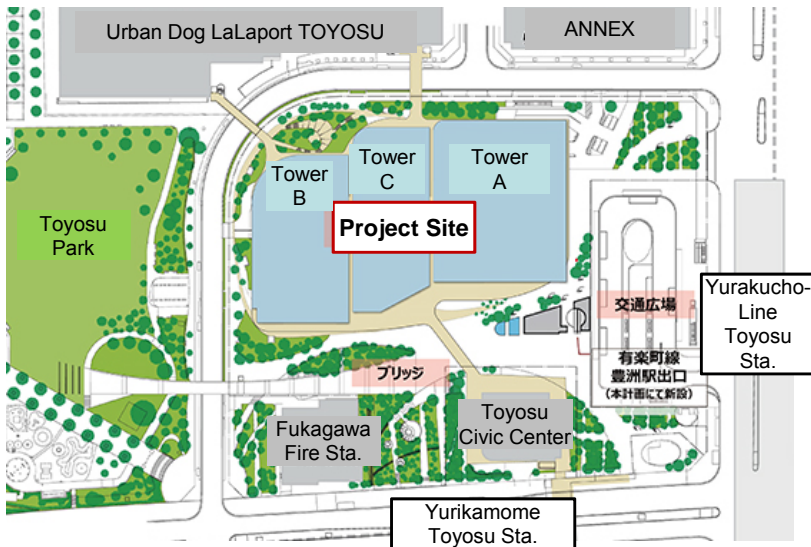 Urban Dog LaLaport TOYOSU
ANNEX
Tower
C
Tower
B
Tower
A
Project Site
Toyosu
Park
交通広場
Yurakucho-
Line
Toyosu
Sta.
有楽町線
豊洲駅出口
(本計画にて新設)
ブリッジ
Fukagawa
Fire Sta.
Toyosu
Civic Center
Yurikamome
Toyosu Sta.